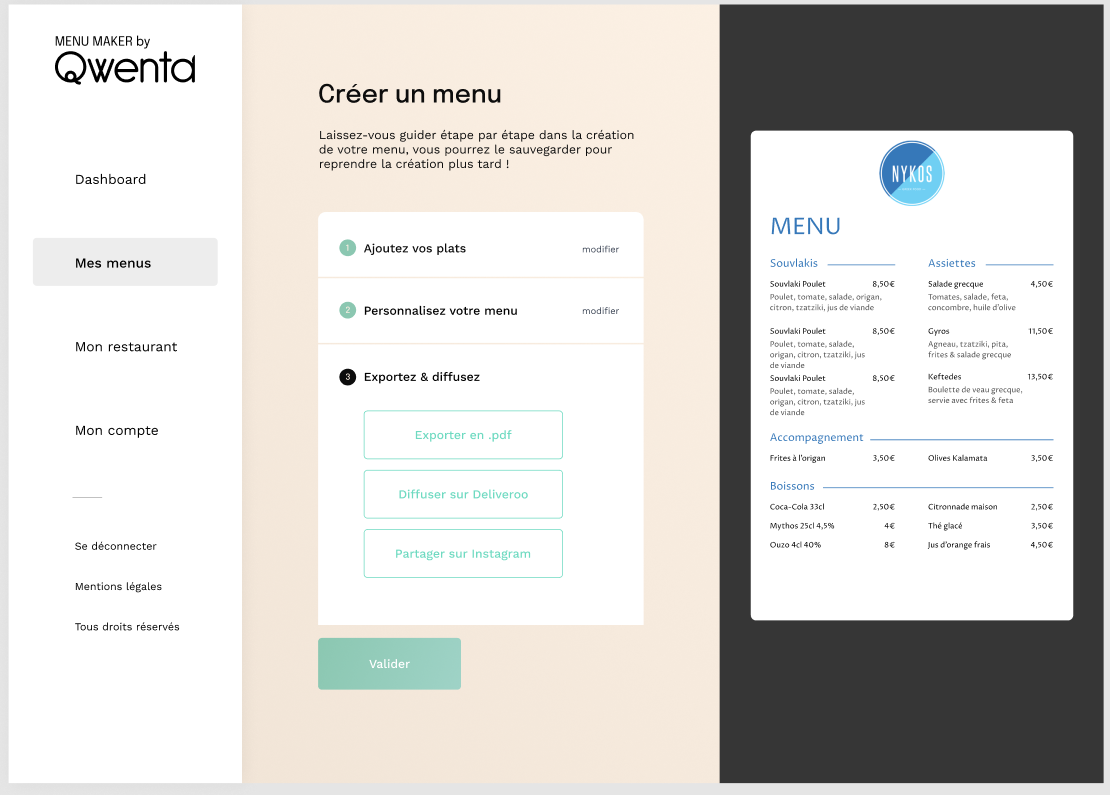 MENU MAKER by
Qwenta
Dashboard
Mes menus
Mon restaurant
Mon compte
Se déconnecter
Mentions légales
Tous droits réservés
Créer un menu
Laissez-vous guider étape par étape dans la création
de votre menu, vous pourrez le sauvegarder pour
reprendre la création plus tard !
1 Ajoutez vos plats modifier
2 Personnalisez votre menu modifier
3 Exportez & diffusez
Exporter en .pdf
Diffuser sur Deliveroo
Partager sur Instagram
Valider
NYKOS
MENU
Souvlakis
Souvlaki Poulet 8,50€
Poulet, tomate, salade, origan,
citron, tzatziki, jus de viande
Souvlaki Poulet 8,50€
Poulet, tomate, salade,
origan, citron, tzatziki, jus
de viande
Souvlaki Poulet 8,50€
Poulet, tomate, salade,
origan, citron, tzatziki, jus
de viande
Assiettes
Salade grecque 4,50€
Tomates, salade, feta,
concombre, huile d'olive
Gyros 11,50€
Agneau, tzatziki, pita,
frites & salade grecque
Keftedes 13,50€
Boulette de veau grecque,
servie avec frites & feta
Accompagnement
Frites à l'origan 3,50€ Olives Kalamata 3,50€
Boissons
Coca-Cola 33cl 2,50€ Citronnade maison 2,50€
Mythos 25cl 4,5% 4€ Thé glacé 3,50€
Ouzo 4cl 40% 8€ Jus d'orange frais 4,50€